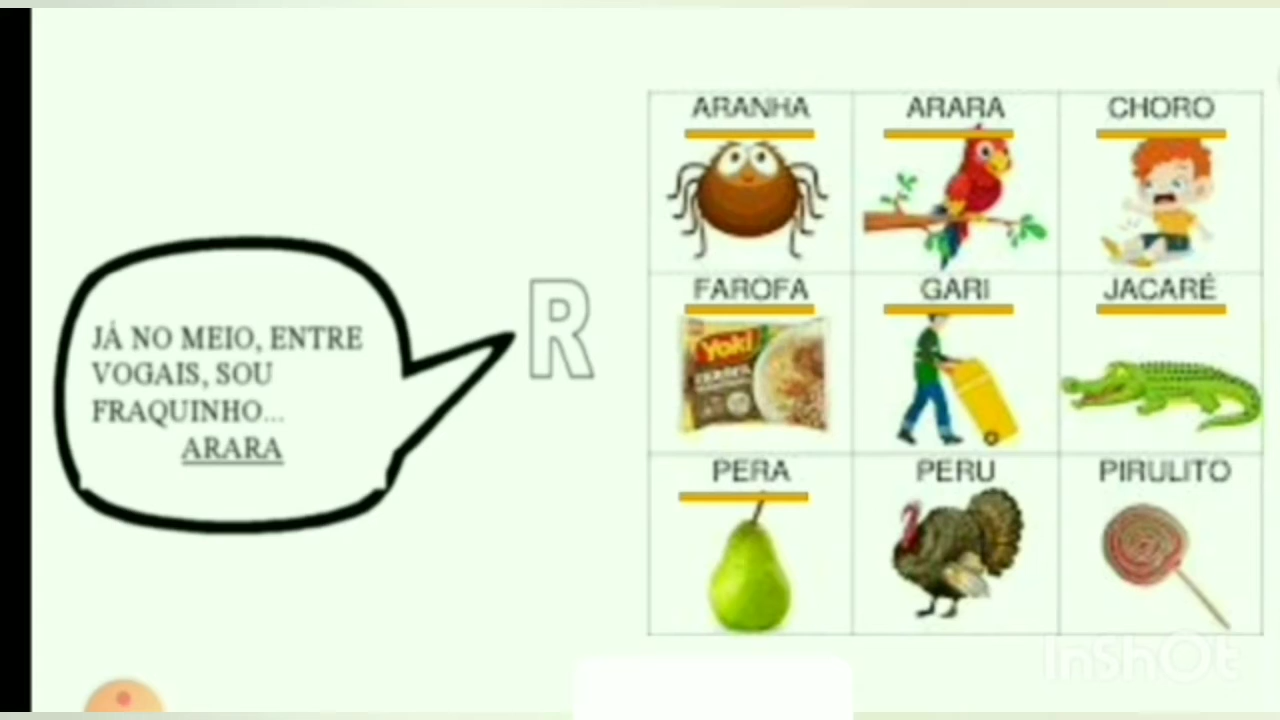 JÁ NO MEIO, ENTRE
VOGAIS, SOU
FRAQUINHO...
ARARA
R
ARANHA ARARA CHORO
FAROFA GARI JACARÉ
Yoki
PERA PERU PIRULITO
InShOt